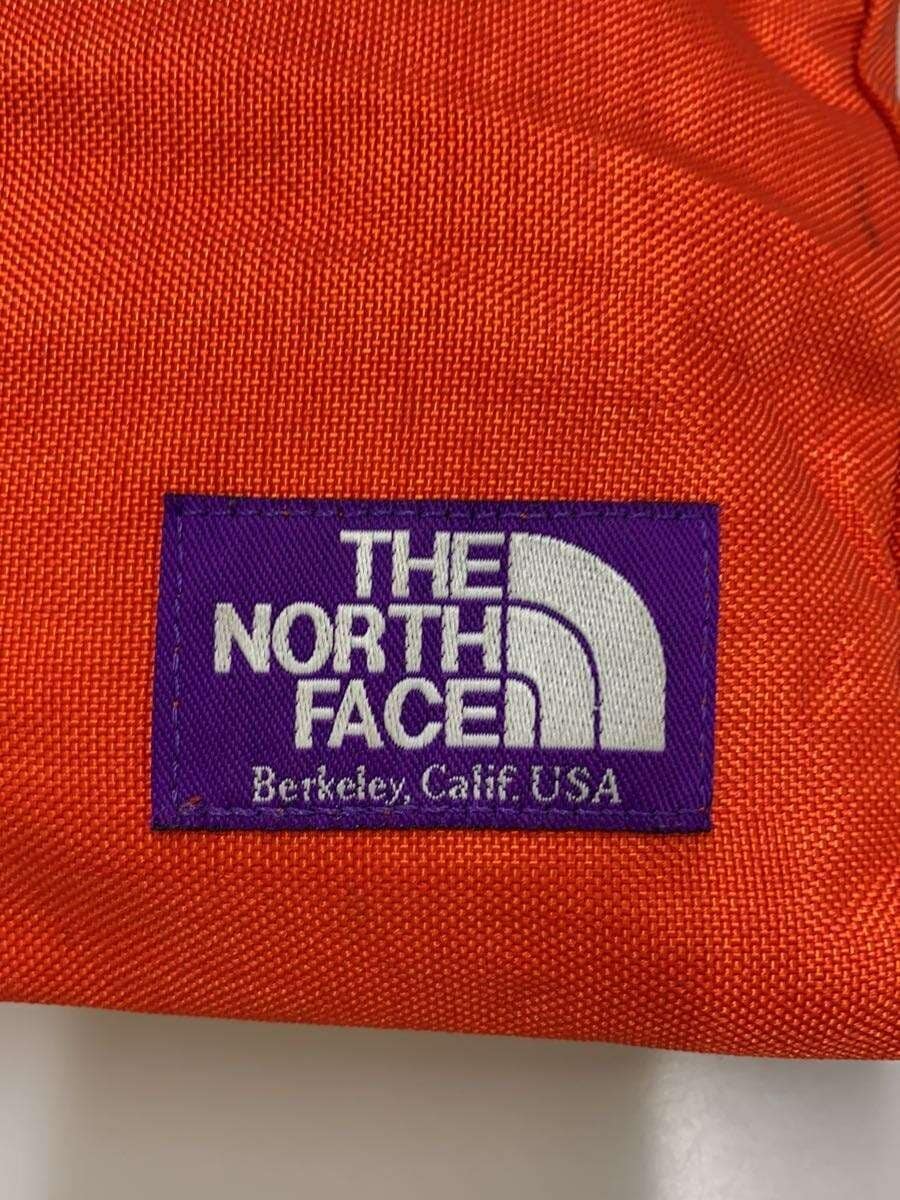 THE
NORTH
FACE
Berkeley, Calif. USA